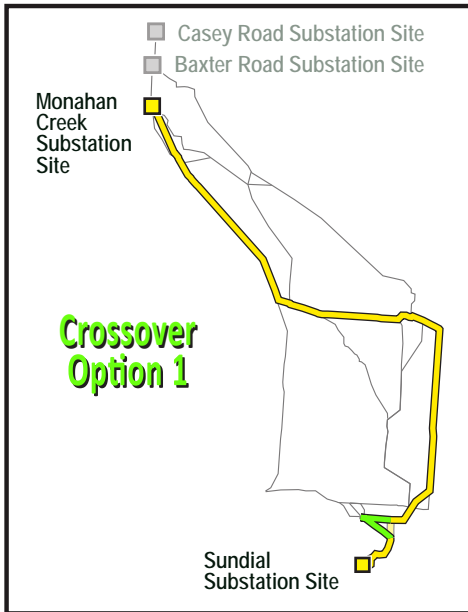 Casey Road Substation Site
Baxter Road Substation Site
Monahan
Creek
Substation
Site
Crossover
Option 1
Sundial
Substation Site